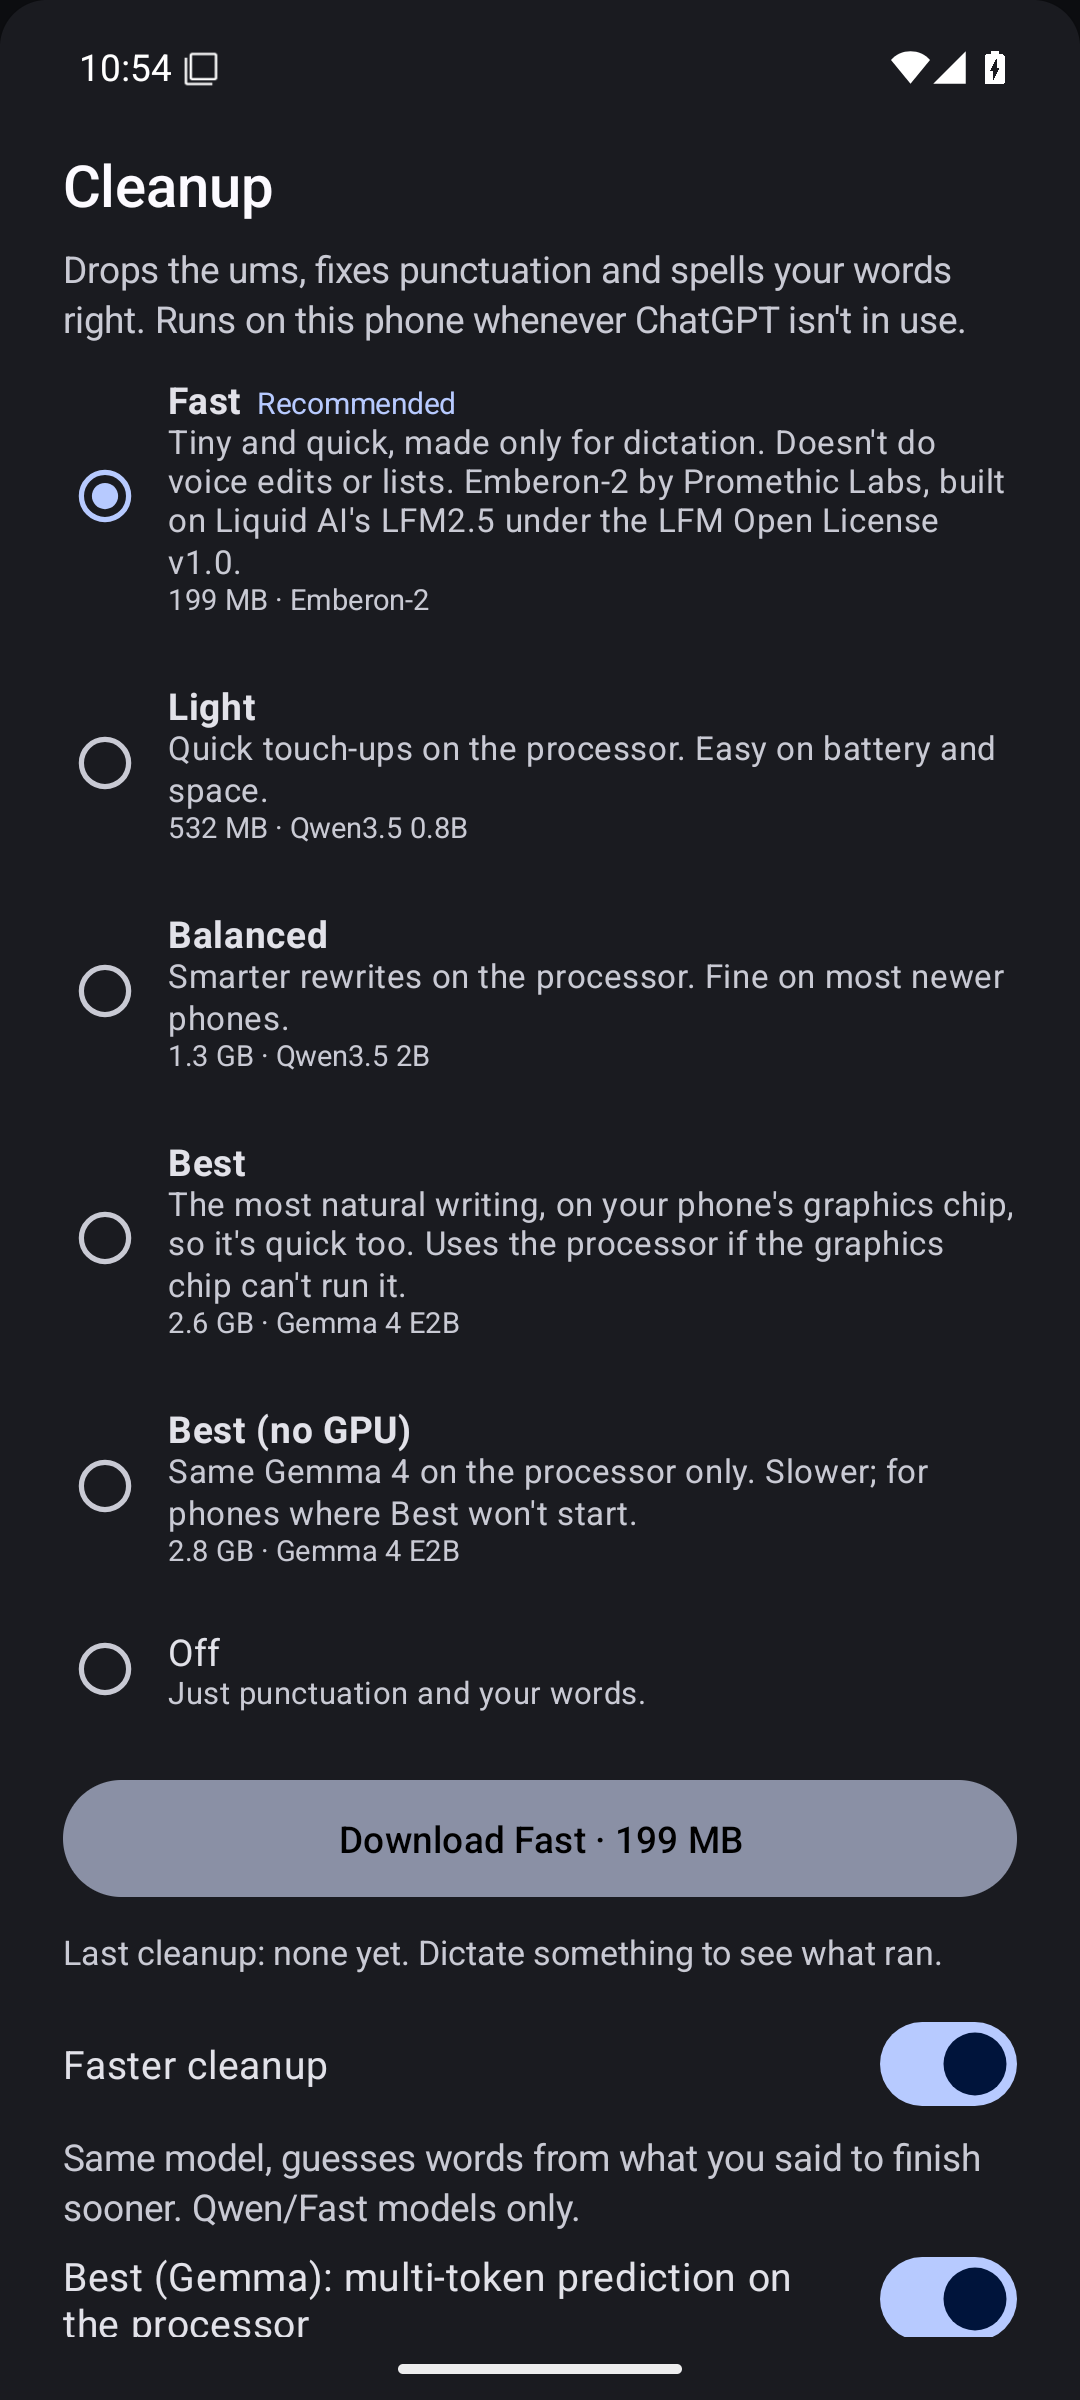 10:54
Cleanup
Drops the ums, fixes punctuation and spells your words
right. Runs on this phone whenever ChatGPT isn't in use.
Fast Recommended
Tiny and quick, made only for dictation. Doesn't do
voice edits or lists. Emberon-2 by Promethic Labs, built
on Liquid AI's LFM2.5 under the LFM Open License
v1.0.
199 MB · Emberon-2
Light
Quick touch-ups on the processor. Easy on battery and
space.
532 MB · Qwen3.5 0.8B
Balanced
Smarter rewrites on the processor. Fine on most newer
phones.
1.3 GB · Qwen3.5 2B
Best
The most natural writing, on your phone's graphics chip,
so it's quick too. Uses the processor if the graphics
chip can't run it.
2.6 GB · Gemma 4 E2B
Best (no GPU)
Same Gemma 4 on the processor only. Slower; for
phones where Best won't start.
2.8 GB · Gemma 4 E2B
Off
Just punctuation and your words.
Download Fast · 199 MB
Last cleanup: none yet. Dictate something to see what ran.
Faster cleanup
Same model, guesses words from what you said to finish
sooner. Qwen/Fast models only.
Best (Gemma): multi-token prediction on
the processor